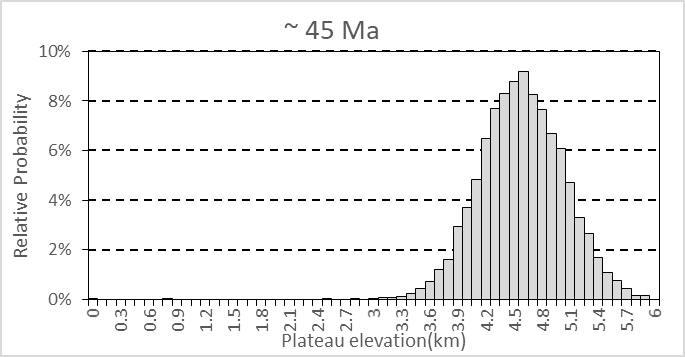 ~ 45 Ma
10%
8%
6%
4%
2%
0%
Relative Probability
0 0.3 0.6 0.9 1.2 1.5 1.8 2.1 2.4 2.7 3 3.3 3.6 3.9 4.2 4.5 4.8 5.1 5.4 5.7 6
Plateau elevation(km)